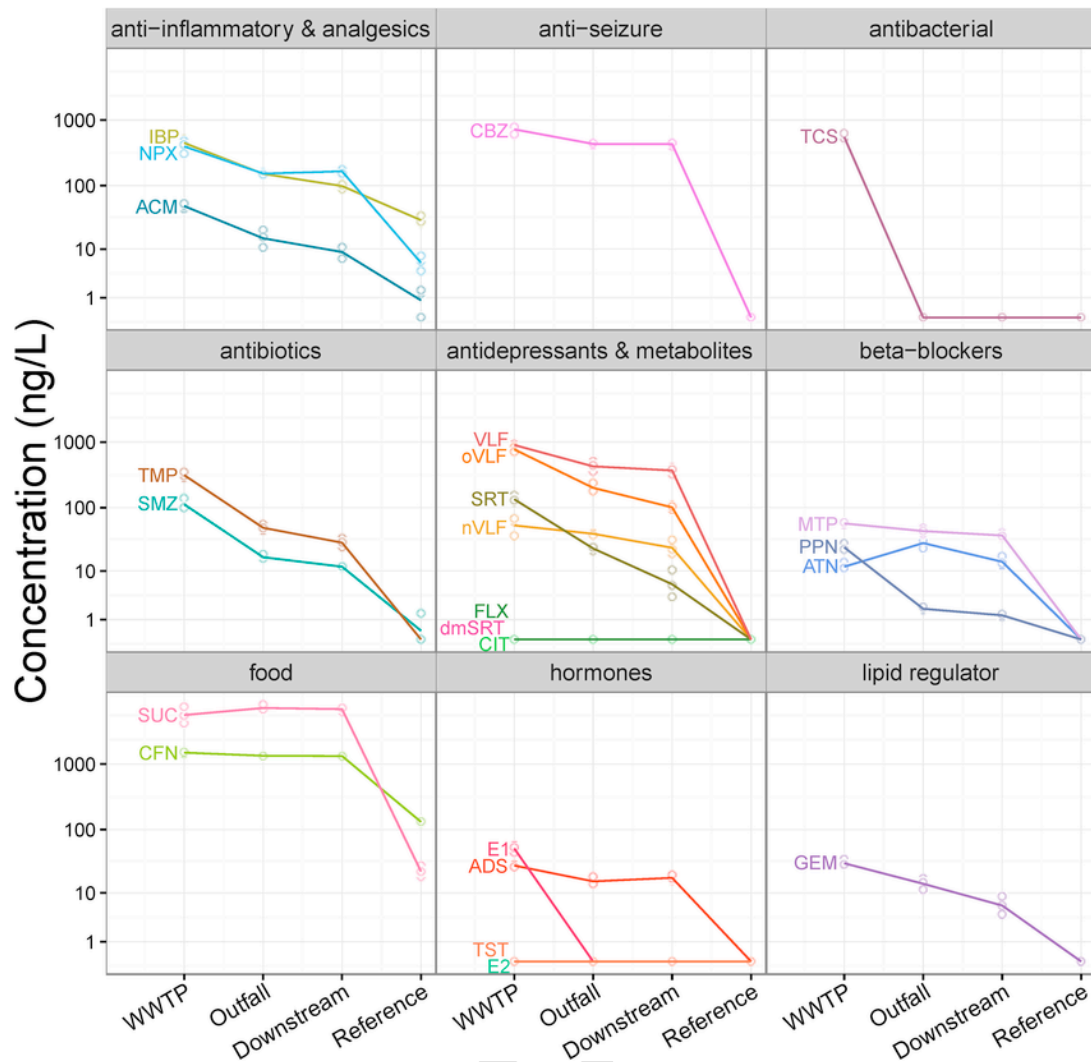 anti-inflammatory & analgesics
anti-seizure
antibacterial
Concentration (ng/L)
1000
100
10
1
IBP
NPX
ACM
CBZ
TCS
antibiotics
antidepressants & metabolites
beta-blockers
1000
100
10
1
TMP
SMZ
VLF
oVLF
SRT
nVLF
FLX
dmSRT
CIT
MTP
PPN
ATN
food
hormones
lipid regulator
1000
100
10
1
SUC
CFN
E1
ADS
TST
E2
GEM
WWTP
Outfall
Downstream
Reference
WWTP
Outfall
Downstream
Reference
WWTP
Outfall
Downstream
Reference